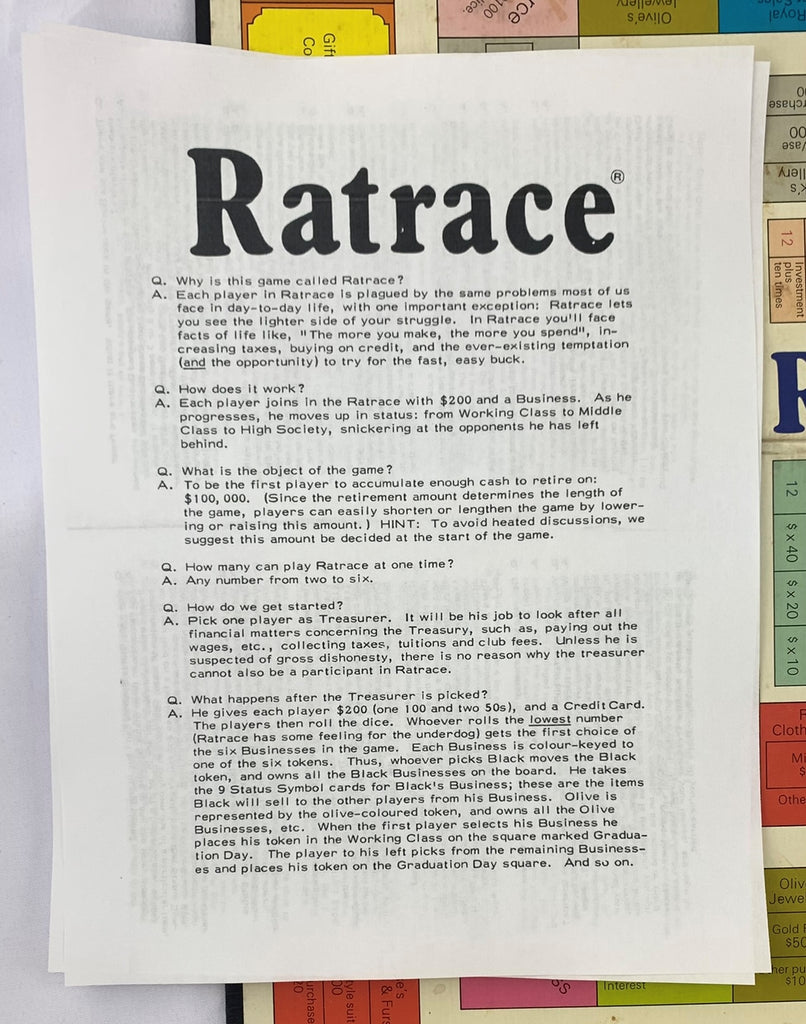 Gift
Co
100
rce
ice.
Olive's
Jewellery
Royal
Ratrace®
Q. Why is this game called Ratrace?
A. Each player in Ratrace is plagued by the same problems most of us
face in day-to-day life, with one important exception: Ratrace lets
you see the lighter side of your struggle. In Ratrace you'll face
facts of life like, "The more you make, the more you spend", in-
creasing taxes, buying on credit, and the ever-existing temptation
(and the opportunity) to try for the fast, easy buck.
Q. How does it work?
A. Each player joins in the Ratrace with $200 and a Business. As he
progresses, he moves up in status: from Working Class to Middle
Class to High Society, snickering at the opponents he has left
behind.
Q. What is the object of the game?
A. To be the first player to accumulate enough cash to retire on:
$100,000. (Since the retirement amount determines the length of
the game, players can easily shorten or lengthen the game by lower-
ing or raising this amount.) HINT: To avoid heated discussions, we
suggest this amount be decided at the start of the game.
Q. How many can play Ratrace at one time?
A. Any number from two to six.
Q. How do we get started?
A. Pick one player as Treasurer. It will be his job to look after all
financial matters concerning the Treasury, such as, paying out the
wages, etc., collecting taxes, tuitions and club fees. Unless he is
suspected of gross dishonesty, there is no reason why the treasurer
cannot also be a participant in Ratrace.
Q. What happens after the Treasurer is picked?
A. He gives each player $200 (one 100 and two 50s), and a Credit Card.
The players then roll the dice. Whoever rolls the lowest number
(Ratrace has some feeling for the underdog) gets the first choice of
the six Businesses in the game. Each Business is colour-keyed to
one of the six tokens. Thus, whoever picks Black moves the Black
token, and owns all the Black Businesses on the board. He takes
the 9 Status Symbol cards for Black's Business; these are the items
Black will sell to the other players from his Business. Olive is
represented by the olive-coloured token, and owns all the Olive
Businesses, etc. When the first player selects his Business he
places his token in the Working Class on the square marked Gradua-
tion Day. The player to his left picks from the remaining Business-
es and places his token on the Graduation Day square. And so on.
12
Investment
plus
ten times
R
12
$ x 40
$ x 20
$ x 10
Cloth
Mi
$
Othe
Oliv
Jewe
Gold
$50
her pu
$10
Interest